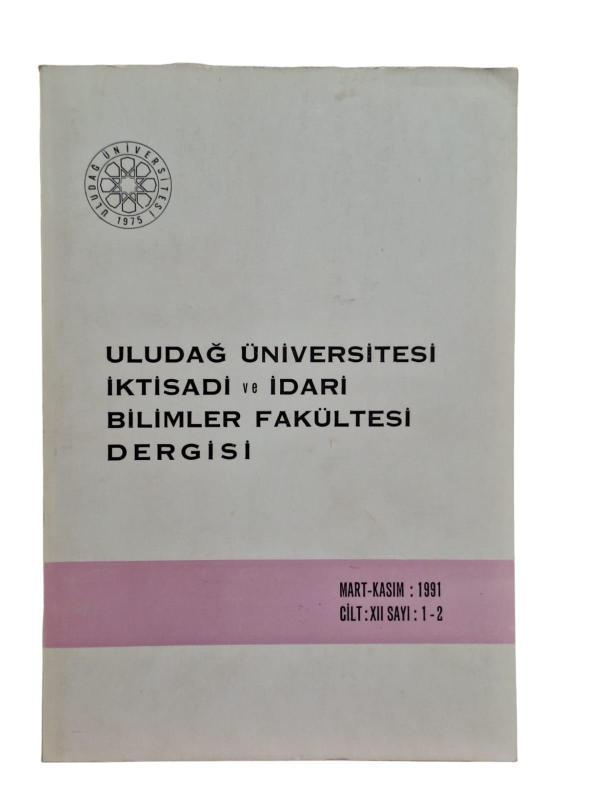 ULUDAĞ ÜNİVERSİTESİ
1975
ULUDAĞ ÜNİVERSİTESİ
İKTİSADİ ve İDARİ
BİLİMLER FAKÜLTESİ
DERGİSİ
MART-KASIM : 1991
CİLT : XII SAYI : 1-2